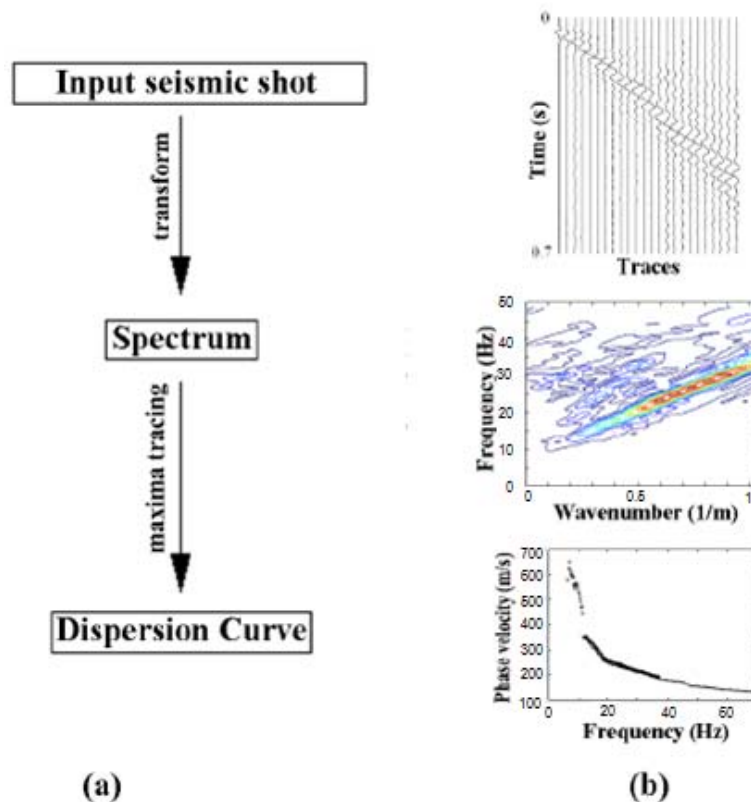 Input seismic shot
transform
Spectrum
maxima tracing
Dispersion Curve
(a)
0
Time (s)
0.7
Traces
50
40
30
20
10
0
Frequency (Hz)
0
0.5
1
Wavenumber (1/m)
700
600
500
400
300
200
100
Phase velocity (m/s)
0
20
40
60
Frequency (Hz)
(b)